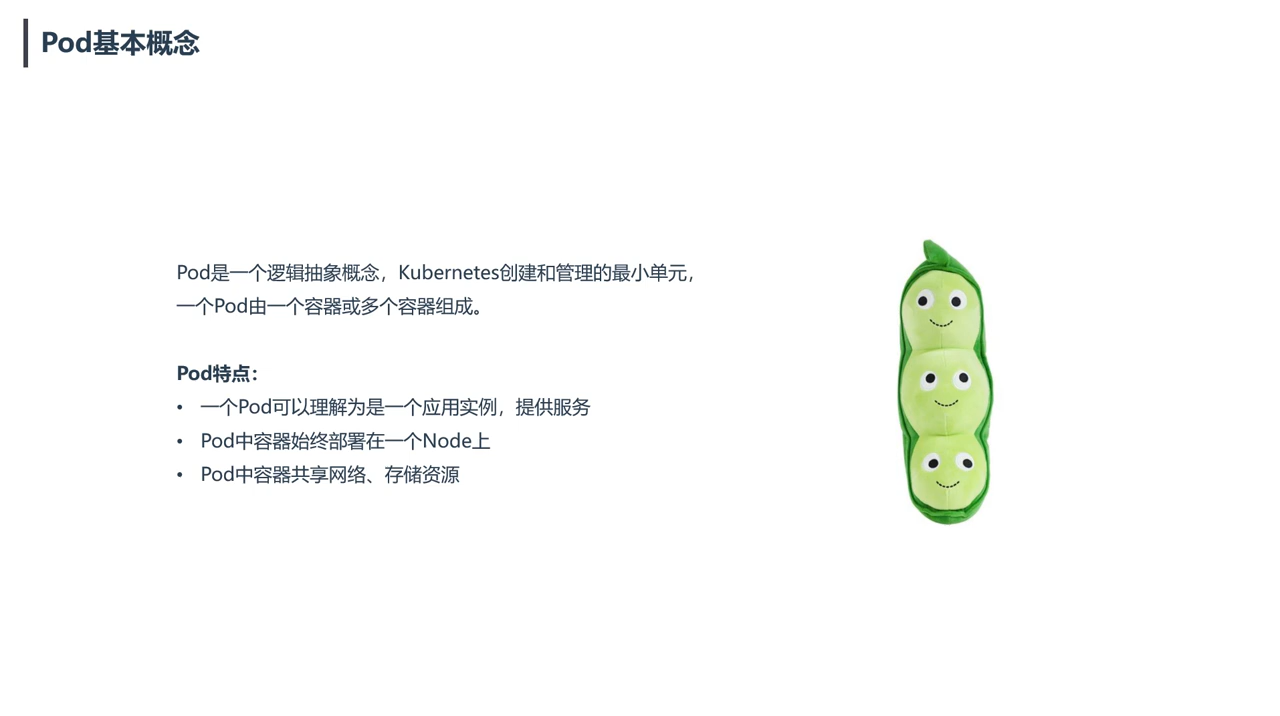 Pod基本概念
Pod是一个逻辑抽象概念，Kubernetes创建和管理的最小单元，
一个Pod由一个容器或多个容器组成。
Pod特点：
• 一个Pod可以理解为是一个应用实例，提供服务
• Pod中容器始终部署在一个Node上
• Pod中容器共享网络、存储资源